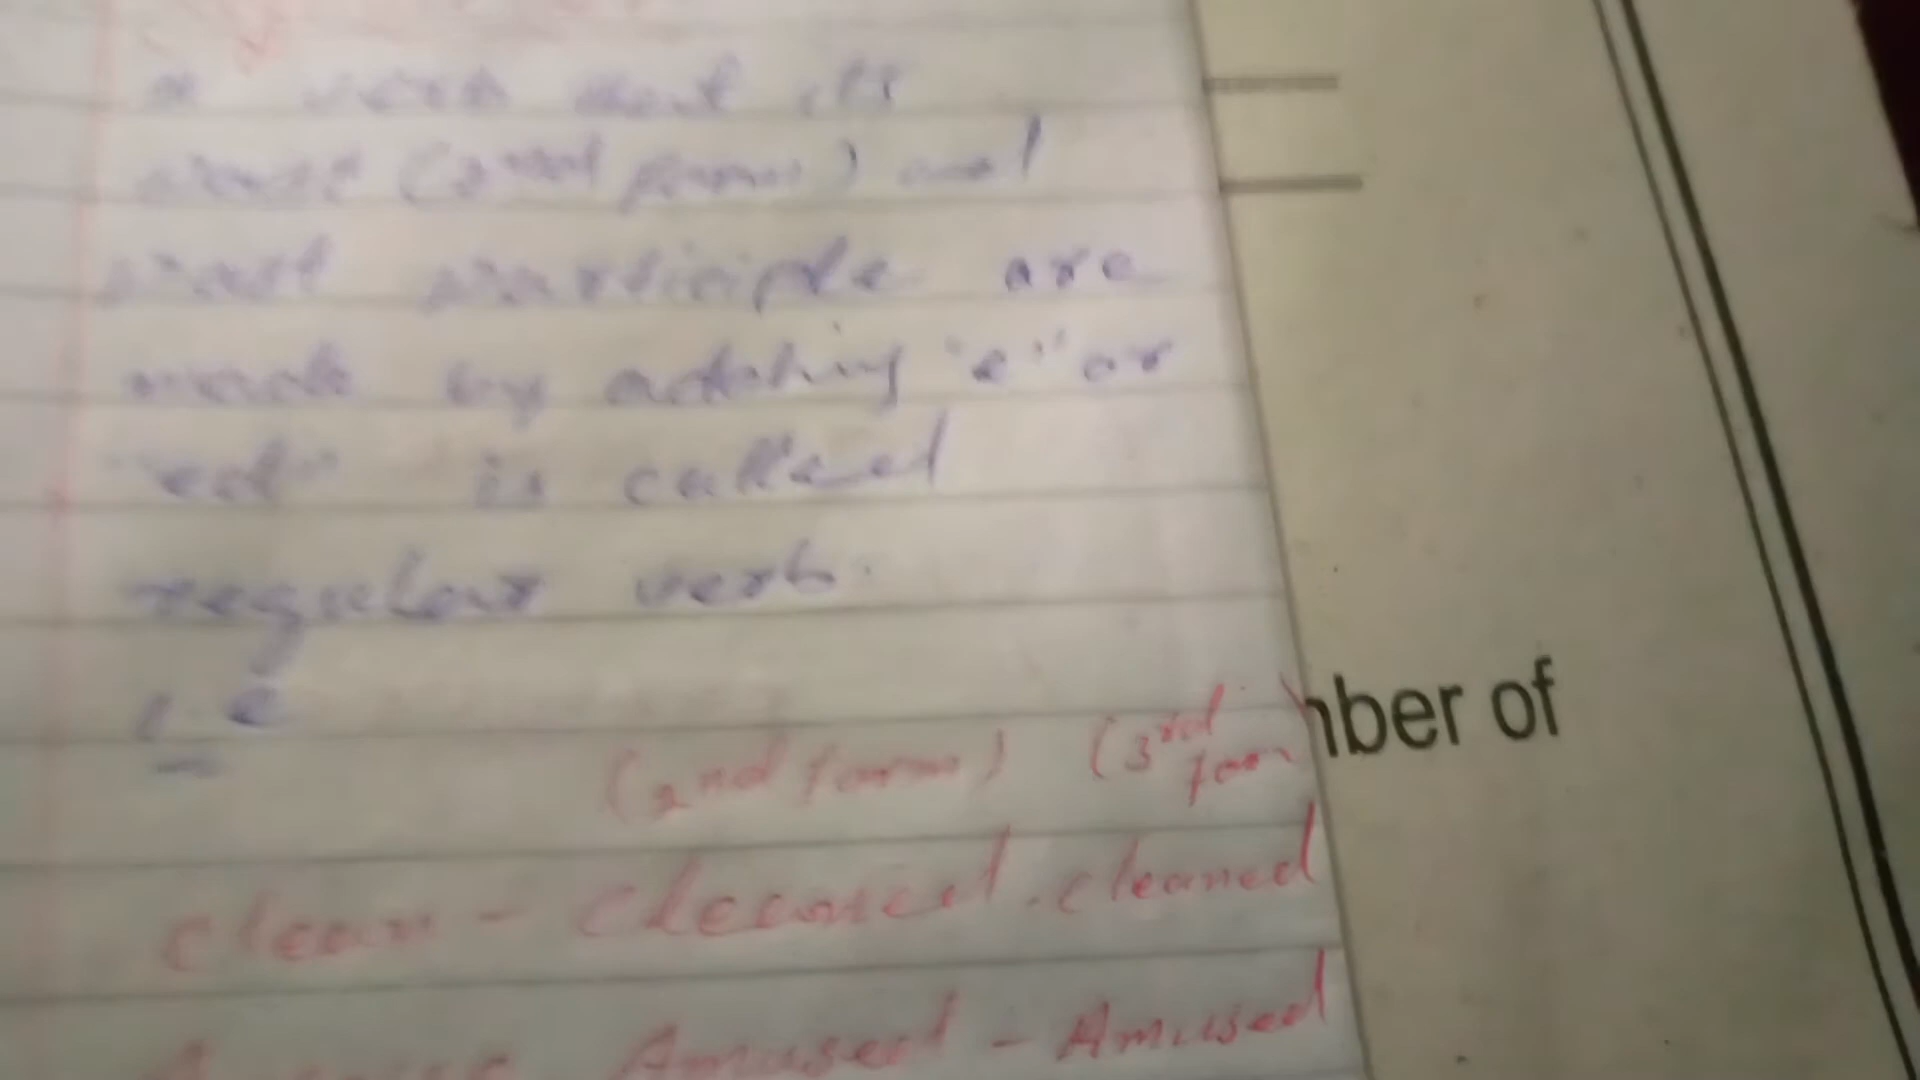 a verb that its
past (2nd form) and
past participle are
made by adding "e" or
"ed" is called
regular verb.
i.e
(2nd form) (3rd form)
clean - cleaned. cleaned
Amused - Amused
nber of